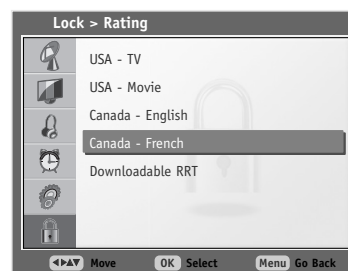 Lock > Rating
USA - TV
USA - Movie
Canada - English
Canada - French
Downloadable RRT
◄►▲▼ Move OK Select Menu Go Back